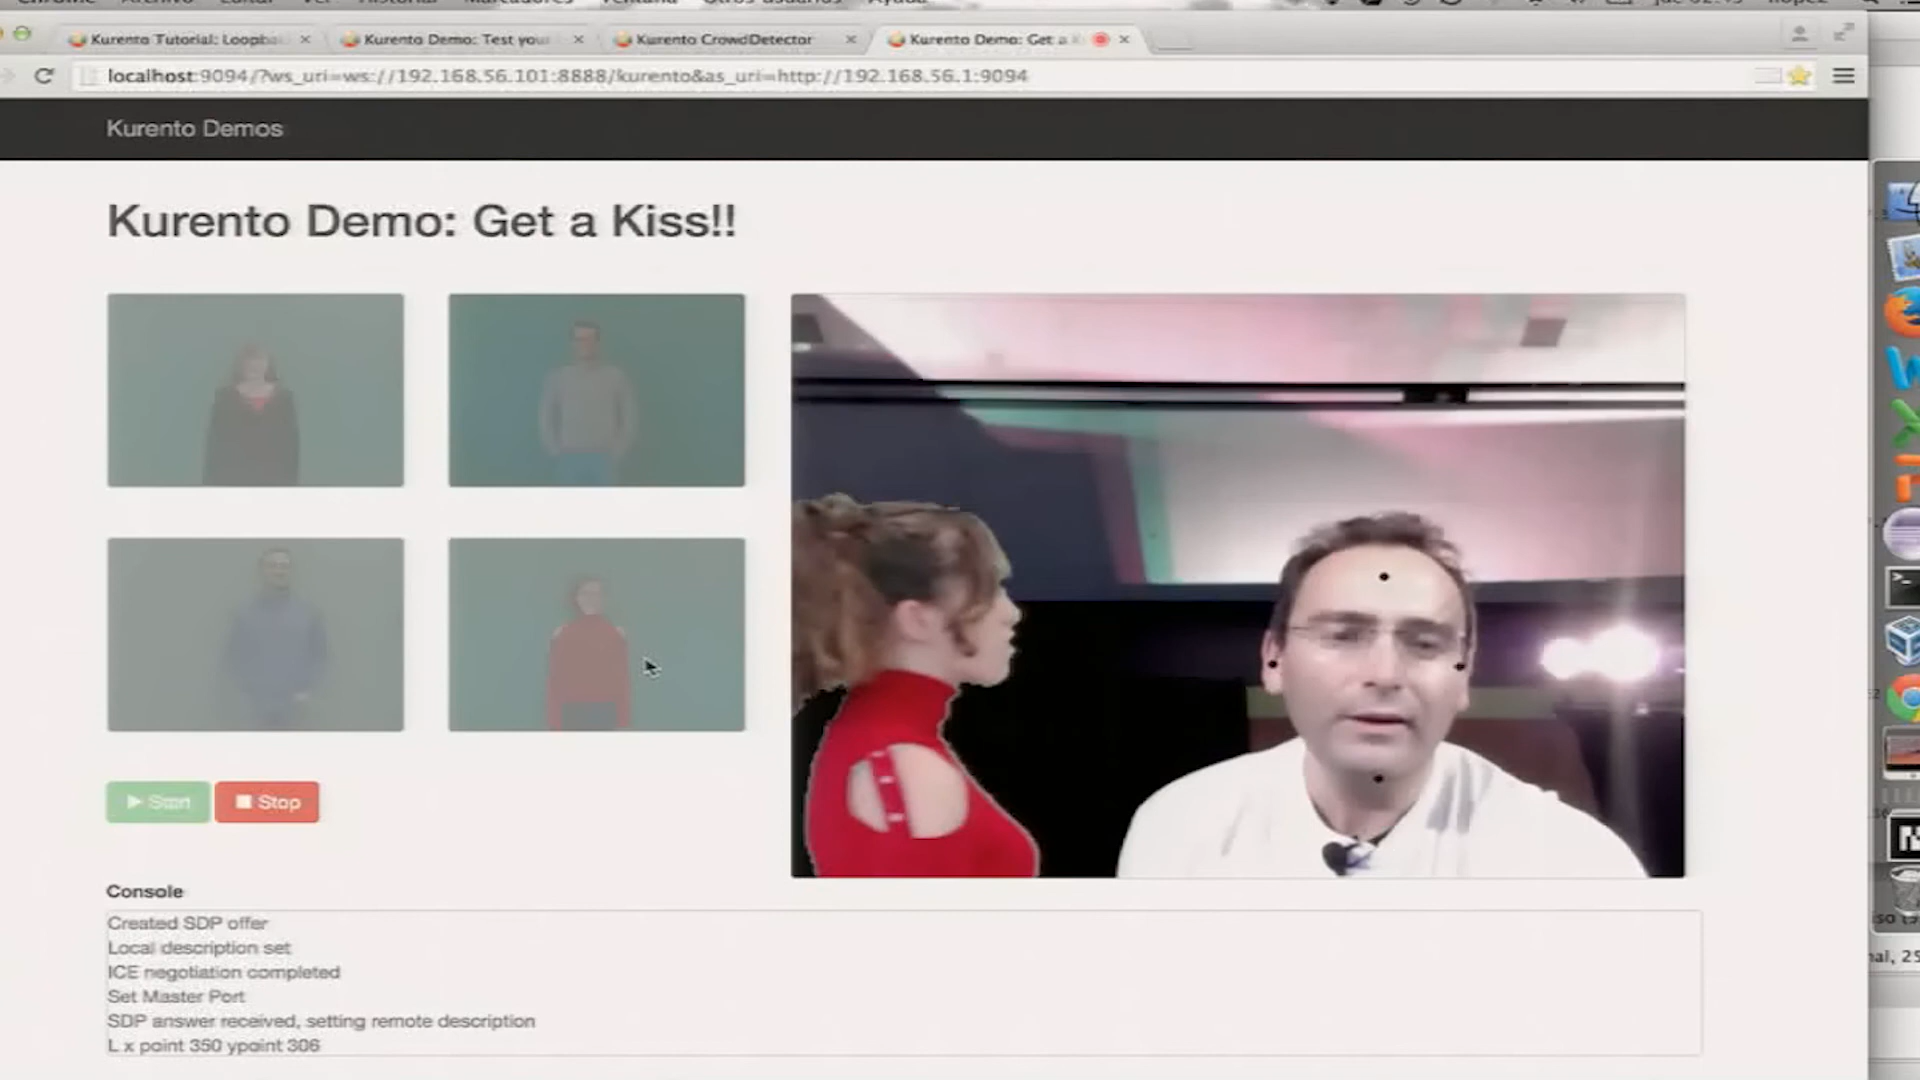 Kurento Tutorial: Loopba
Kurento Demo: Test you
Kurento CrowdDetector
Kurento Demo: Get a
localhost:9094/?ws_uri=ws://192.168.56.101:8888/kurento&as_uri=http://192.168.56.1:9094
Kurento Demos
Kurento Demo: Get a Kiss!!
Start
Stop
Console
Created SDP offer
Local description set
ICE negotiation completed
Set Master Port
SDP answer received, setting remote description
L x point 350 ypoint 306